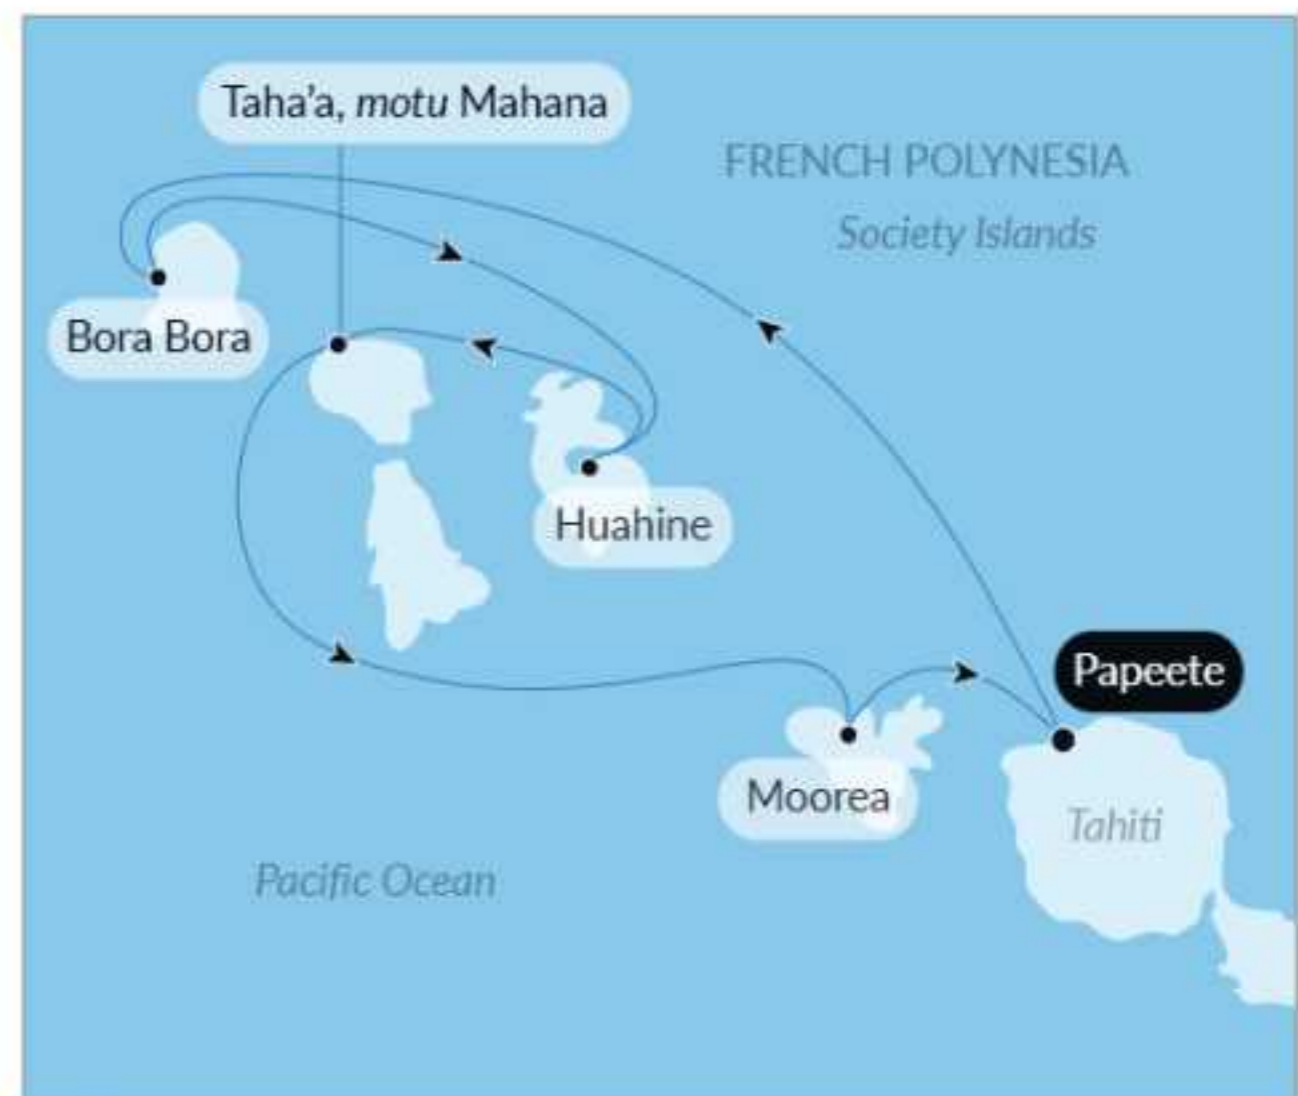 Taha'a, motu Mahana
FRENCH POLYNESIA
Society Islands
Bora Bora
Huahine
Papeete
Moorea
Tahiti
Pacific Ocean